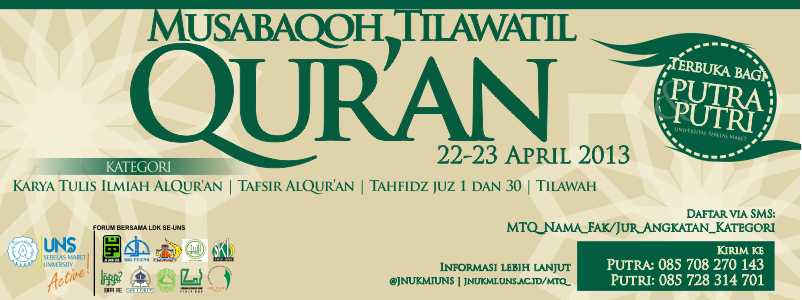 Musabaqoh Tilawatil
Qur'an
22-23 April 2013
Terbuka bagi
Putra
&
Putri
Universitas Sebelas Maret
Kategori
Karya Tulis Ilmiah AlQur'an | Tafsir AlQur'an | Tahfidz juz 1 dan 30 | Tilawah
Daftar via SMS:
MTQ_Nama_Fak/Jur_Angkatan_Kategori
Kirim ke
Putra: 085 708 270 143
Putri: 085 728 314 701
Informasi lebih lanjut
@jnukmiuns | jnukmi.uns.ac.id/mtq_
Forum Bersama LDK SE-UNS
UNS
SEBELAS MARET
UNIVERSITY
Active!